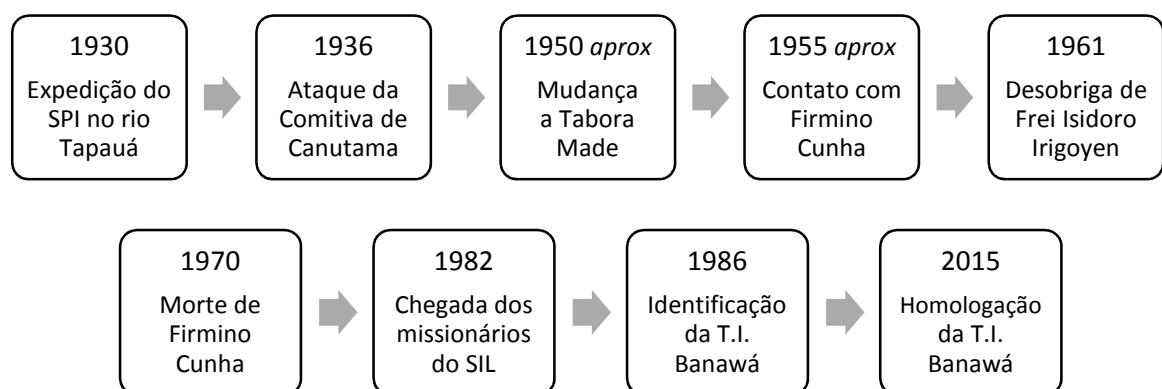 1930
Expedição do
SPI no rio
Tapauá
1936
Ataque da
Comitiva de
Canutama
1950 aprox
Mudança
a Tabora
Made
1955 aprox
Contato com
Firmino
Cunha
1961
Desobriga de
Frei Isidoro
Irigoyen
1970
Morte de
Firmino
Cunha
1982
Chegada dos
missionários
do SIL
1986
Identificação
da T.I.
Banawá
2015
Homologação
da T.I.
Banawá